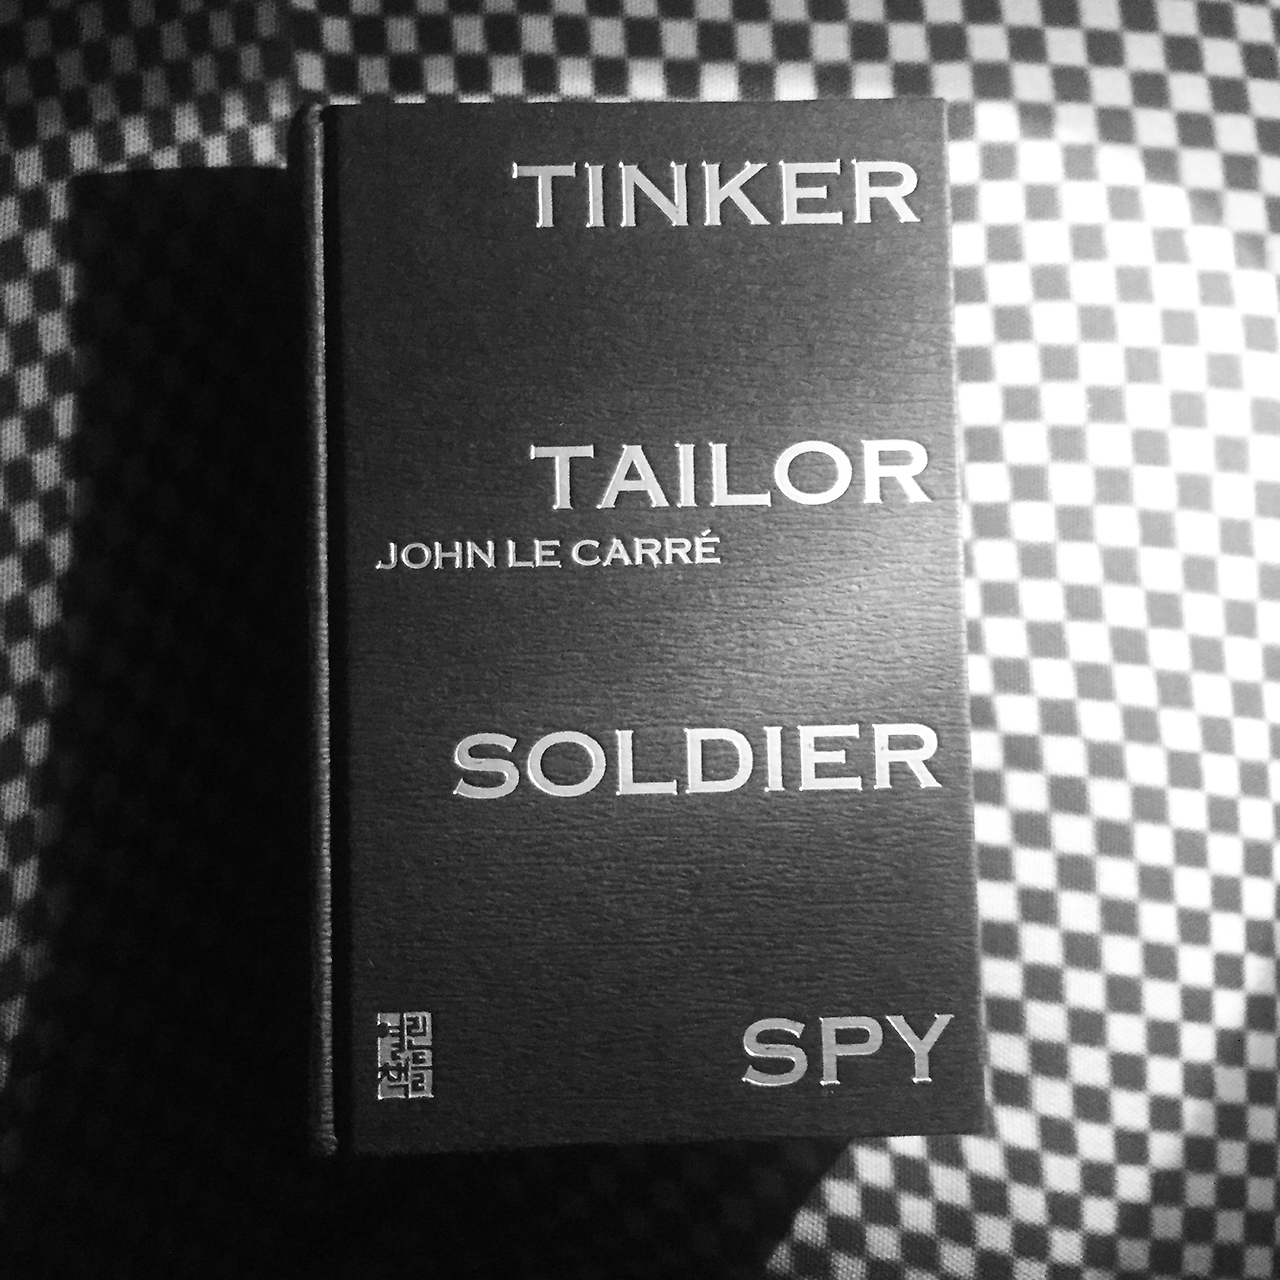 TINKER
TAILOR
JOHN LE CARRÉ
SOLDIER
SPY